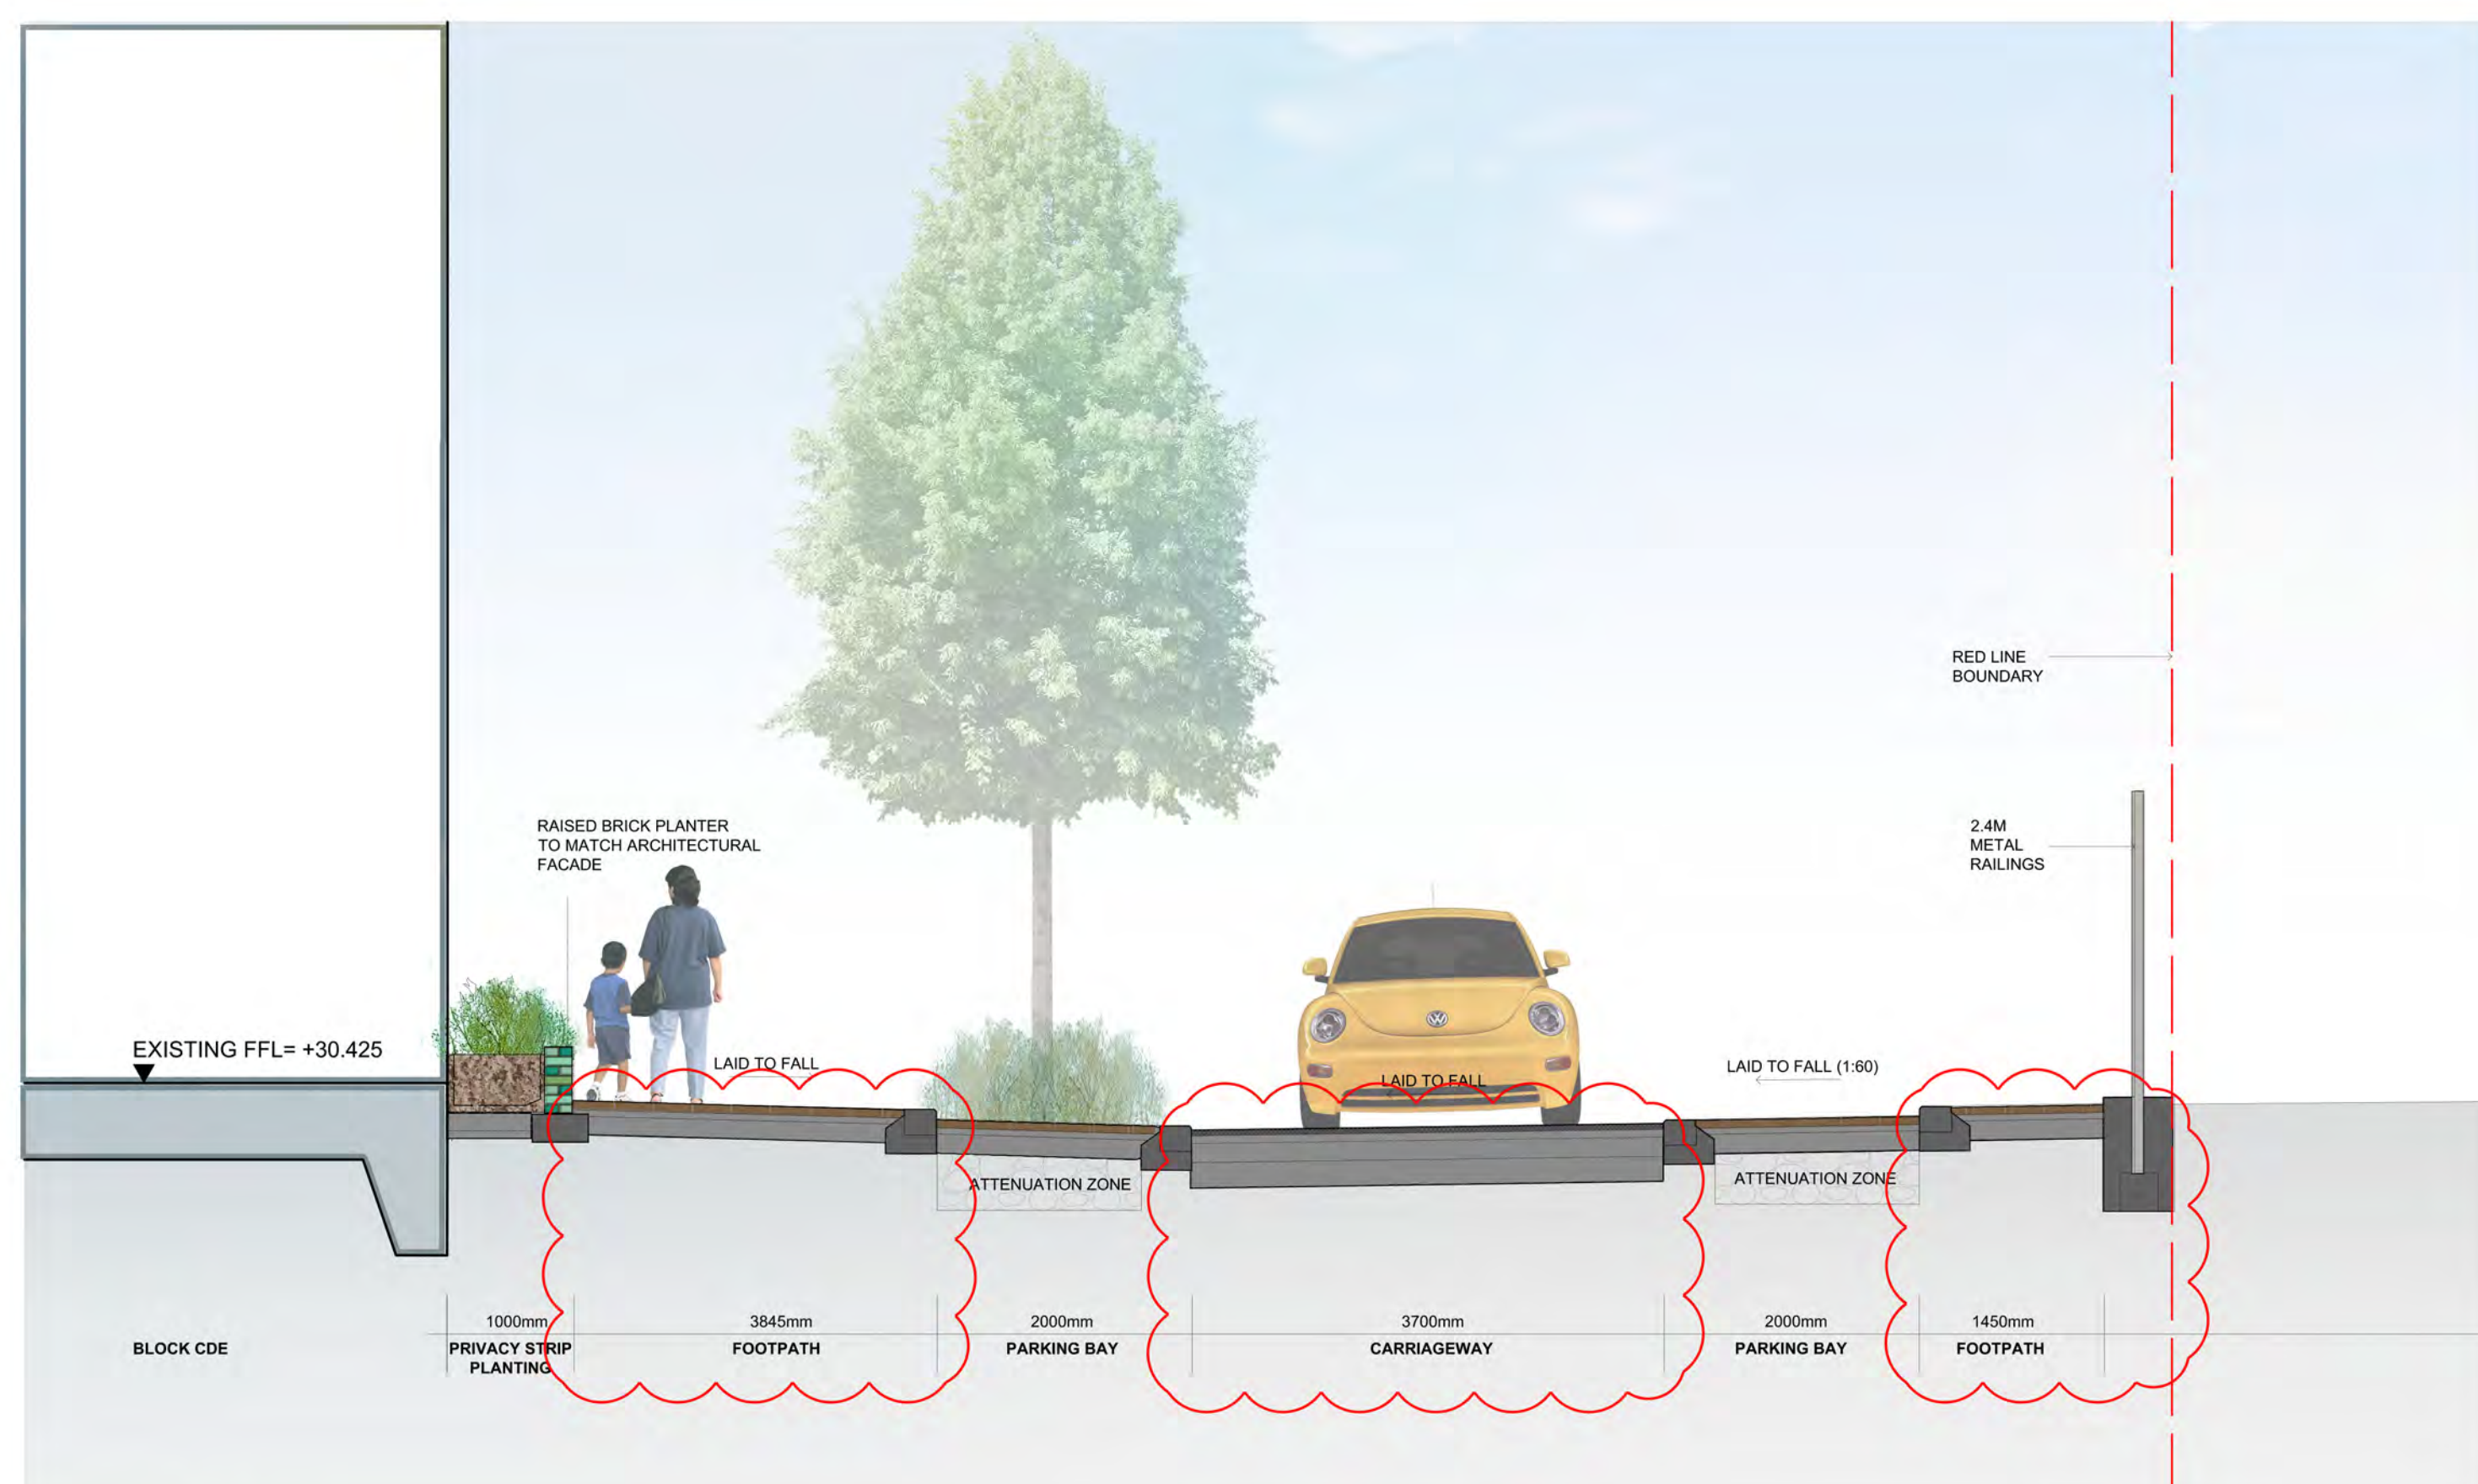 RED LINE
BOUNDARY
RAISED BRICK PLANTER
TO MATCH ARCHITECTURAL
FACADE
2.4M
METAL
RAILINGS
EXISTING FFL= +30.425
LAID TO FALL
LAID TO FALL
LAID TO FALL (1:60)
ATTENUATION ZONE
ATTENUATION ZONE
BLOCK CDE
1000mm
PRIVACY STRIP
PLANTING
3845mm
FOOTPATH
2000mm
PARKING BAY
3700mm
CARRIAGEWAY
2000mm
PARKING BAY
1450mm
FOOTPATH